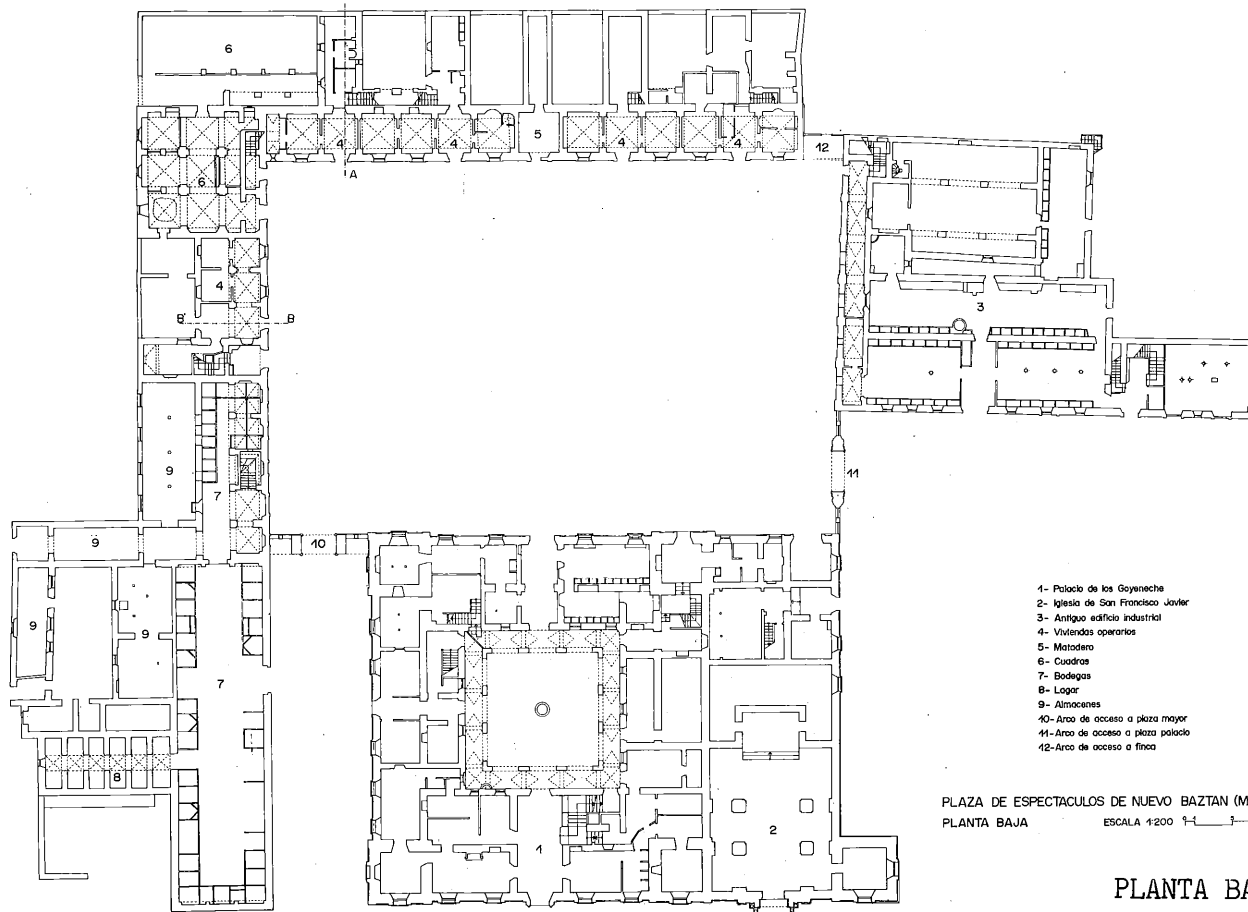 6
6
4
4
5
4
4
12
A
4
B'
B
3
9
7
11
9
10
9
9
7
8
1
2
1- Palacio de los Goyeneche
2- Iglesia de San Francisco Javier
3- Antiguo edificio industrial
4- Viviendas operarios
5- Matadero
6- Cuadras
7- Bodegas
8- Lagar
9- Almacenes
10- Arco de acceso a plaza mayor
11- Arco de acceso a plaza palacio
12- Arco de acceso a finca
PLAZA DE ESPECTACULOS DE NUEVO BAZTAN (M
PLANTA BAJA ESCALA 1:200
PLANTA BA